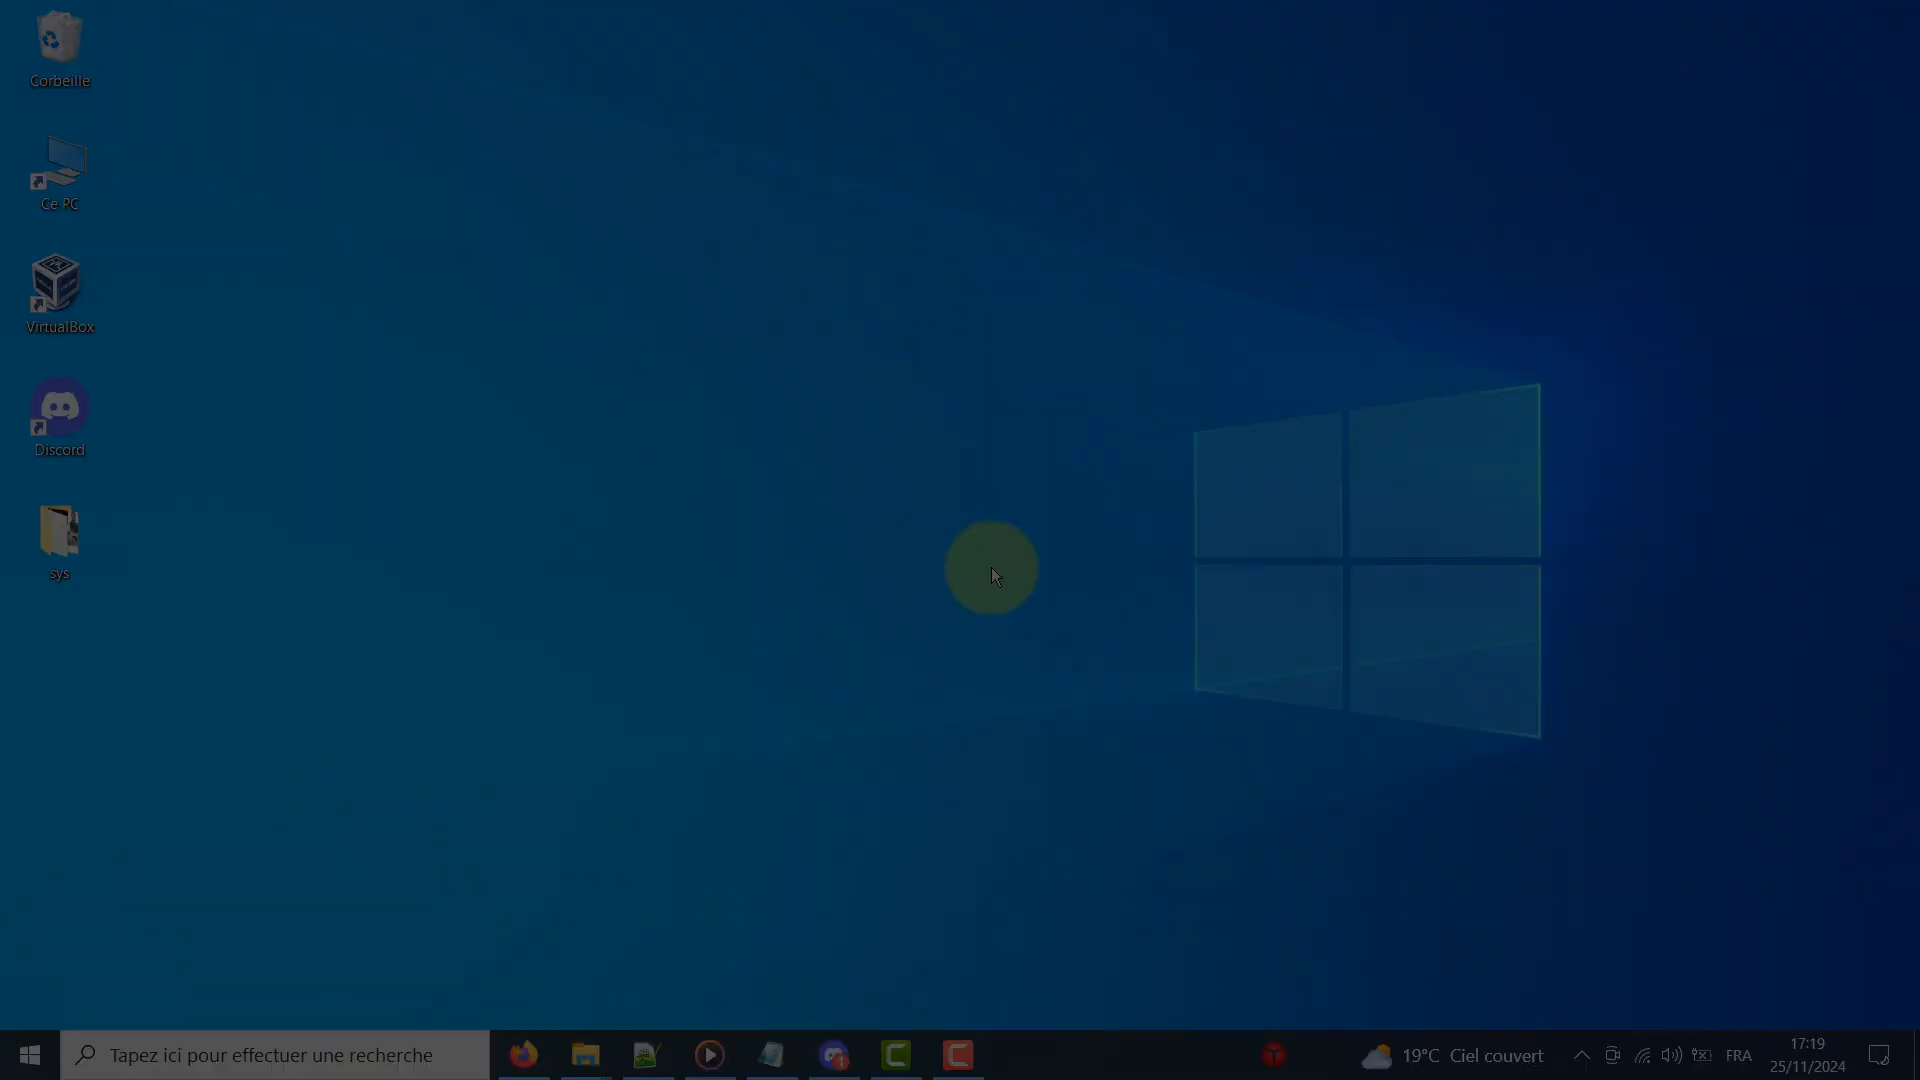 Corbeille
Ce PC
VirtualBox
Discord
sys
Tapez ici pour effectuer une recherche
19°C Ciel couvert
FRA
17:19
25/11/2024